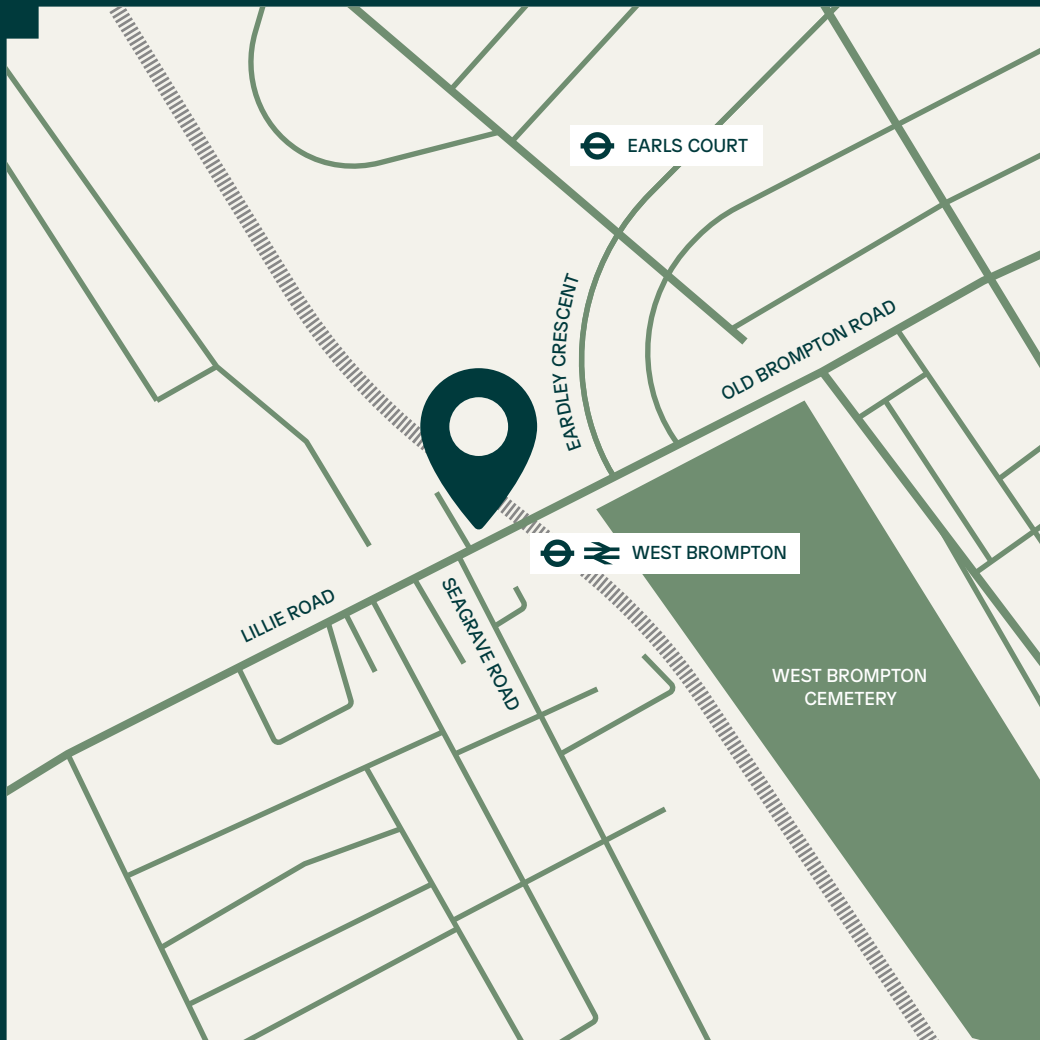 EARLS COURT
EARDLEY CRESCENT
OLD BROMPTON ROAD
WEST BROMPTON
LILLIE ROAD
SEAGRAVE ROAD
WEST BROMPTON
CEMETERY